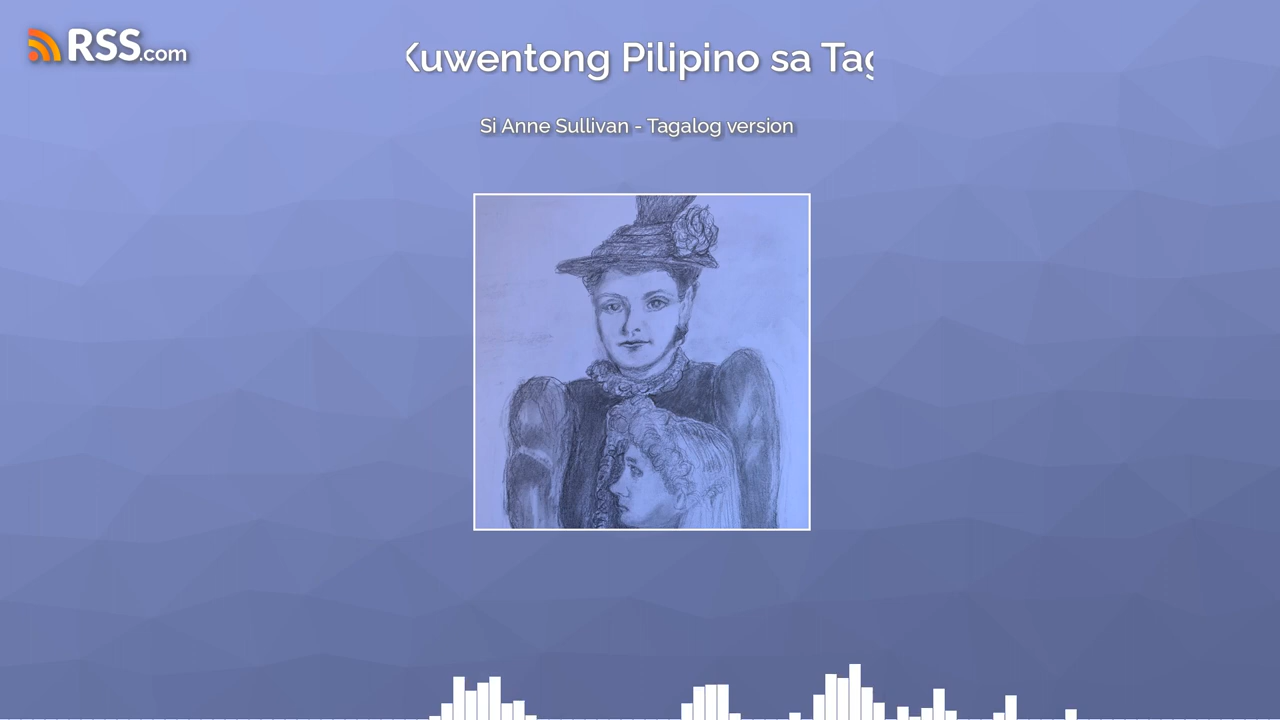 RSS.com
Kuwentong Pilipino sa Tag
Si Anne Sullivan - Tagalog version